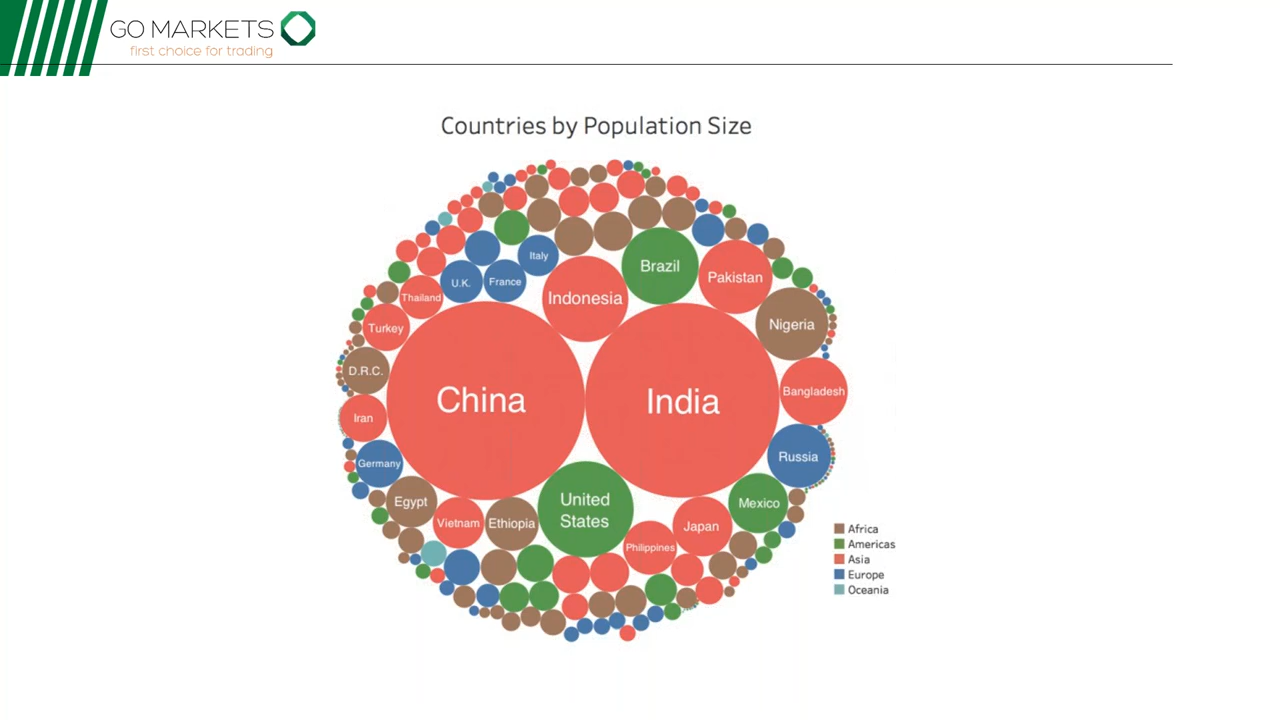 GO MARKETS
first choice for trading
Countries by Population Size
Italy
U.K.
France
Brazil
Pakistan
Thailand
Indonesia
Turkey
Nigeria
D.R.C.
China
India
Bangladesh
Iran
Germany
Russia
Egypt
United
States
Mexico
Vietnam
Ethiopia
Japan
Philippines
Africa
Americas
Asia
Europe
Oceania